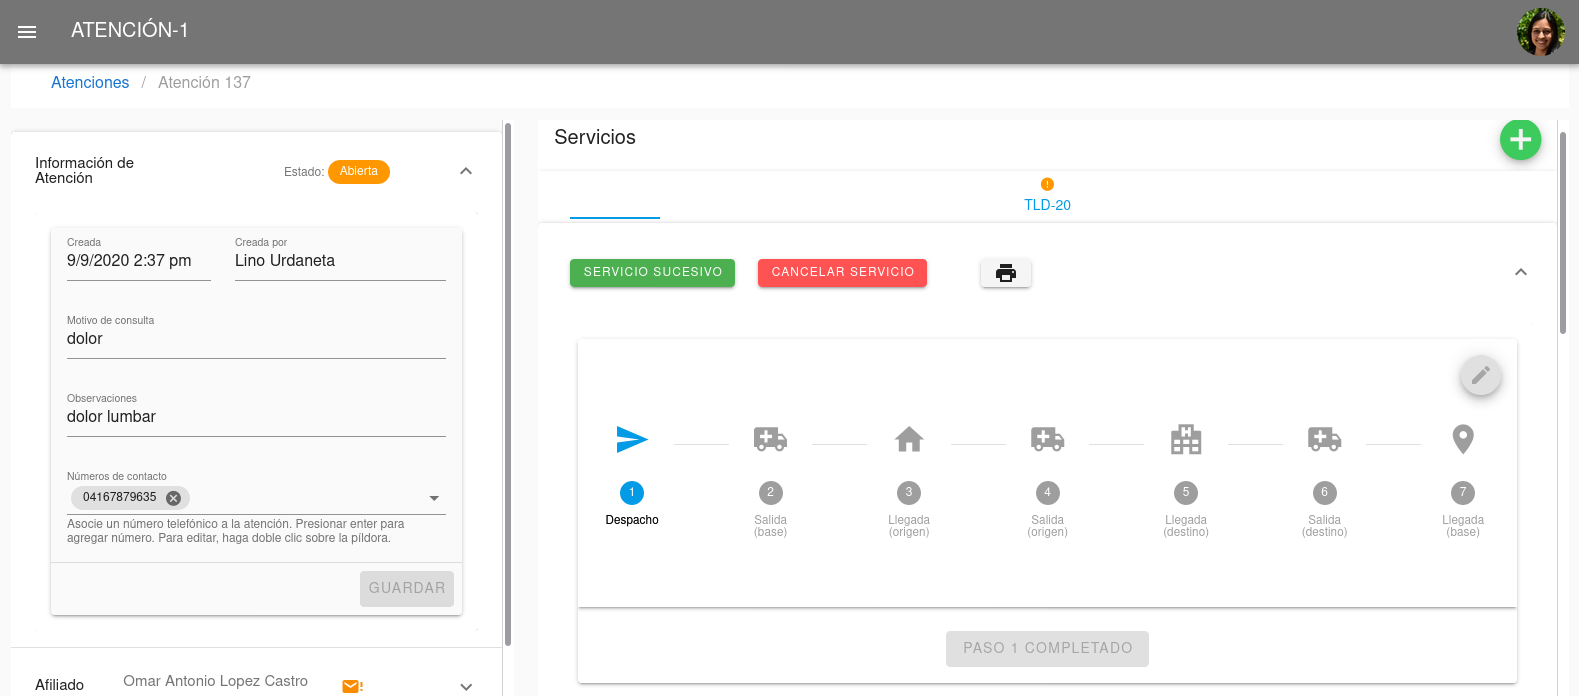 ATENCIÓN-1
Atenciones / Atención 137
Información de
Atención
Estado: Abierta
Creada
9/9/2020 2:37 pm
Creada por
Lino Urdaneta
Motivo de consulta
dolor
Observaciones
dolor lumbar
Números de contacto
04167879635
Asocie un número telefónico a la atención. Presionar enter para
agregar número. Para editar, haga doble clic sobre la píldora.
GUARDAR
Afiliado
Omar Antonio Lopez Castro
Servicios
TLD-20
SERVICIO SUCESIVO
CANCELAR SERVICIO
1
Despacho
2
Salida
(base)
3
Llegada
(origen)
4
Salida
(origen)
5
Llegada
(destino)
6
Salida
(destino)
7
Llegada
(base)
PASO 1 COMPLETADO